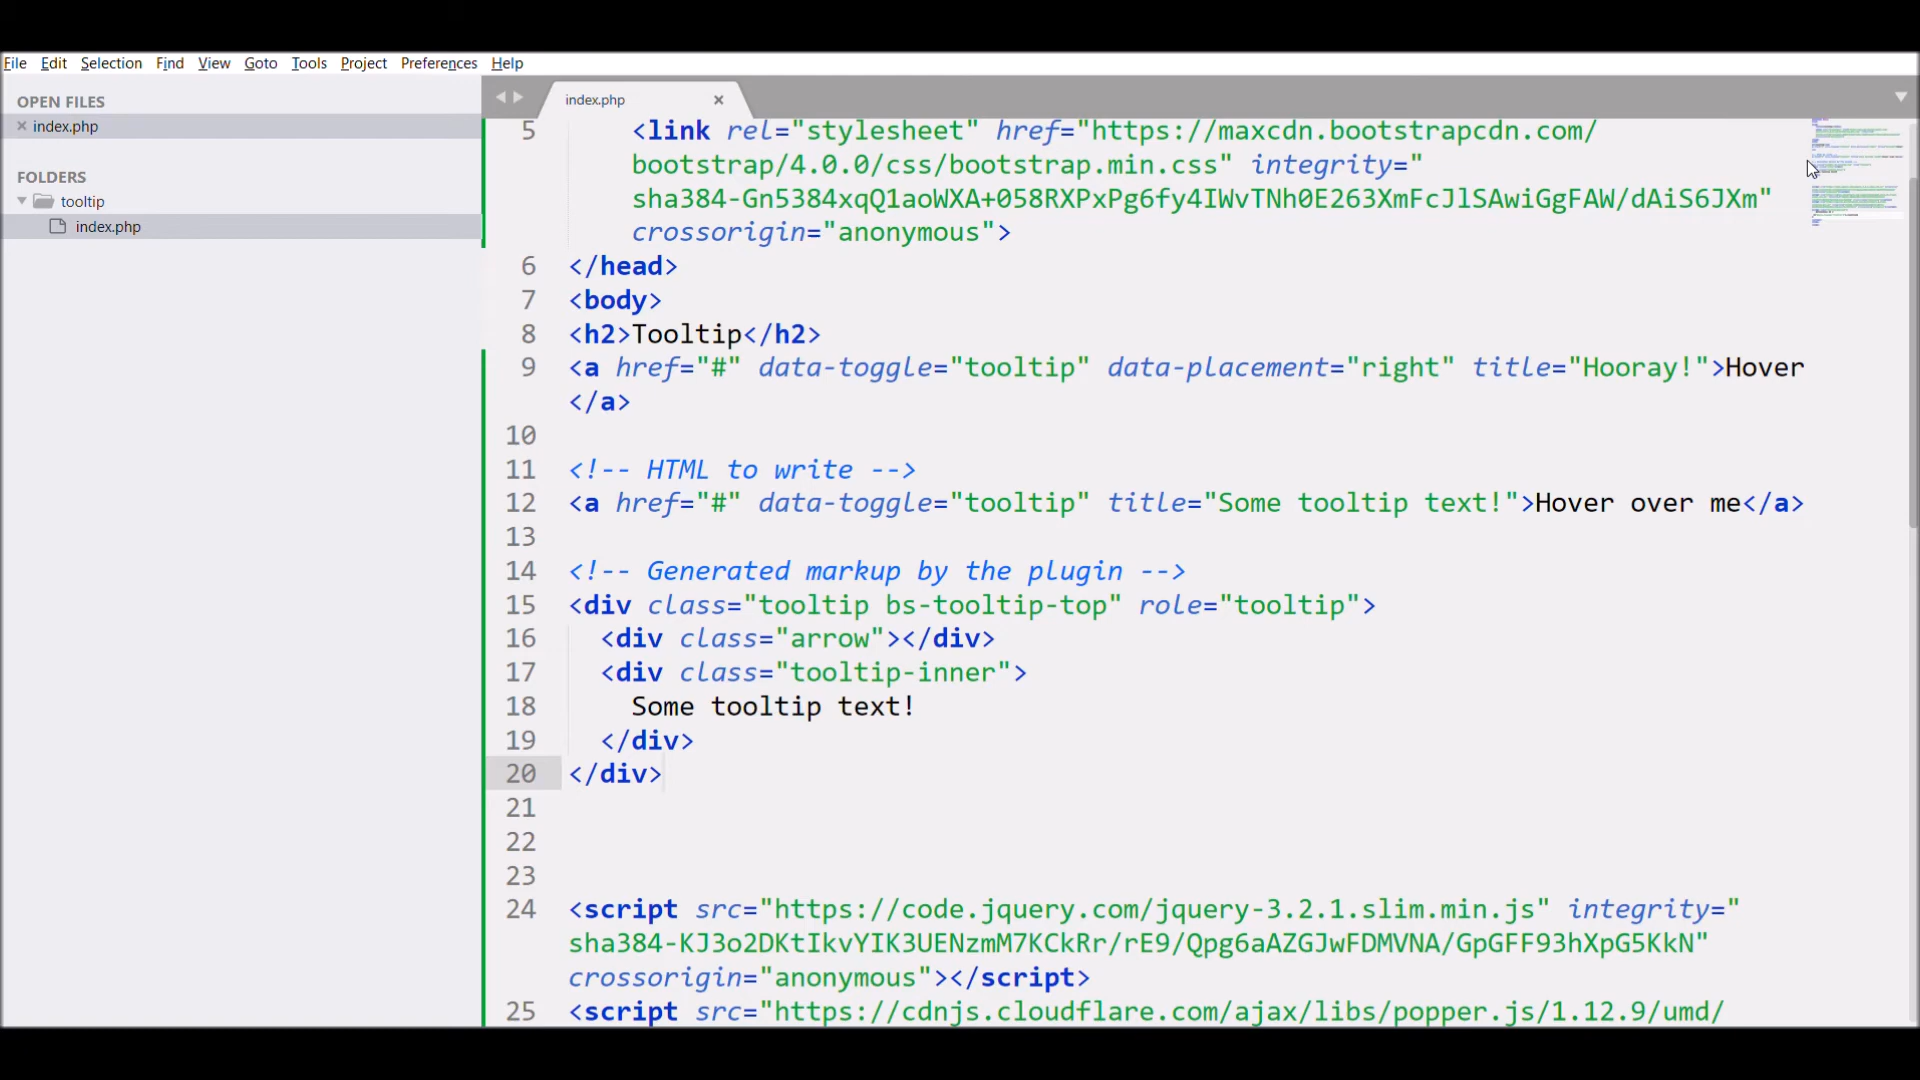 File Edit Selection Find View Goto Tools Project Preferences Help
OPEN FILES
index.php
FOLDERS
tooltip
index.php
index.php
5 <link rel="stylesheet" href="https://maxcdn.bootstrapcdn.com/
bootstrap/4.0.0/css/bootstrap.min.css" integrity="
sha384-Gn5384xqQ1aoWXA+058RXPxPg6fy4IWvTNh0E263XmFcJlSAwiGgFAW/dAiS6JXm"
crossorigin="anonymous">
6 </head>
7 <body>
8 <h2>Tooltip</h2>
9 <a href="#" data-toggle="tooltip" data-placement="right" title="Hooray!">Hover
</a>
10
11 <!-- HTML to write -->
12 <a href="#" data-toggle="tooltip" title="Some tooltip text!">Hover over me</a>
13
14 <!-- Generated markup by the plugin -->
15 <div class="tooltip bs-tooltip-top" role="tooltip">
16 <div class="arrow"></div>
17 <div class="tooltip-inner">
18 Some tooltip text!
19 </div>
20 </div>
21
22
23
24 <script src="https://code.jquery.com/jquery-3.2.1.slim.min.js" integrity="
sha384-KJ3o2DKtIkvYIK3UENzmM7KCkRr/rE9/Qpg6aAZGJwFDMVNA/GpGFF93hXpG5KkN"
crossorigin="anonymous"></script>
25 <script src="https://cdnjs.cloudflare.com/ajax/libs/popper.js/1.12.9/umd/